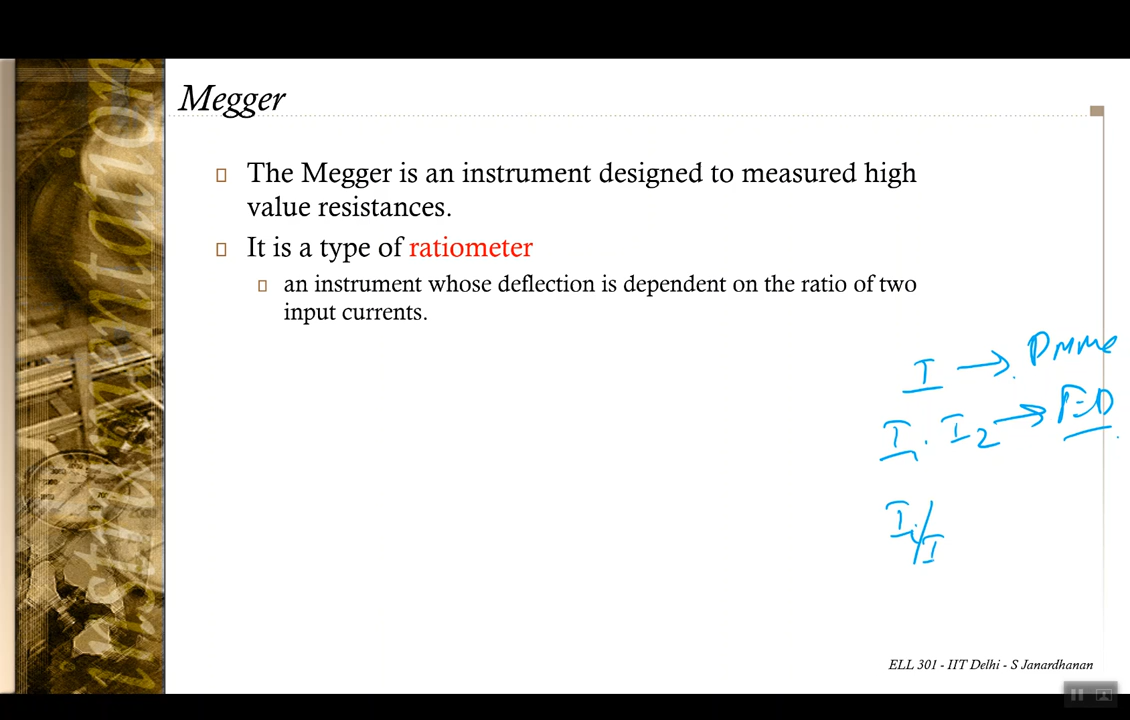 Megger
The Megger is an instrument designed to measured high
value resistances.
It is a type of ratiometer
an instrument whose deflection is dependent on the ratio of two
input currents.
I → PMMC
I . I2 → ED
I1/I
ELL 301 - IIT Delhi - S Janardhanan